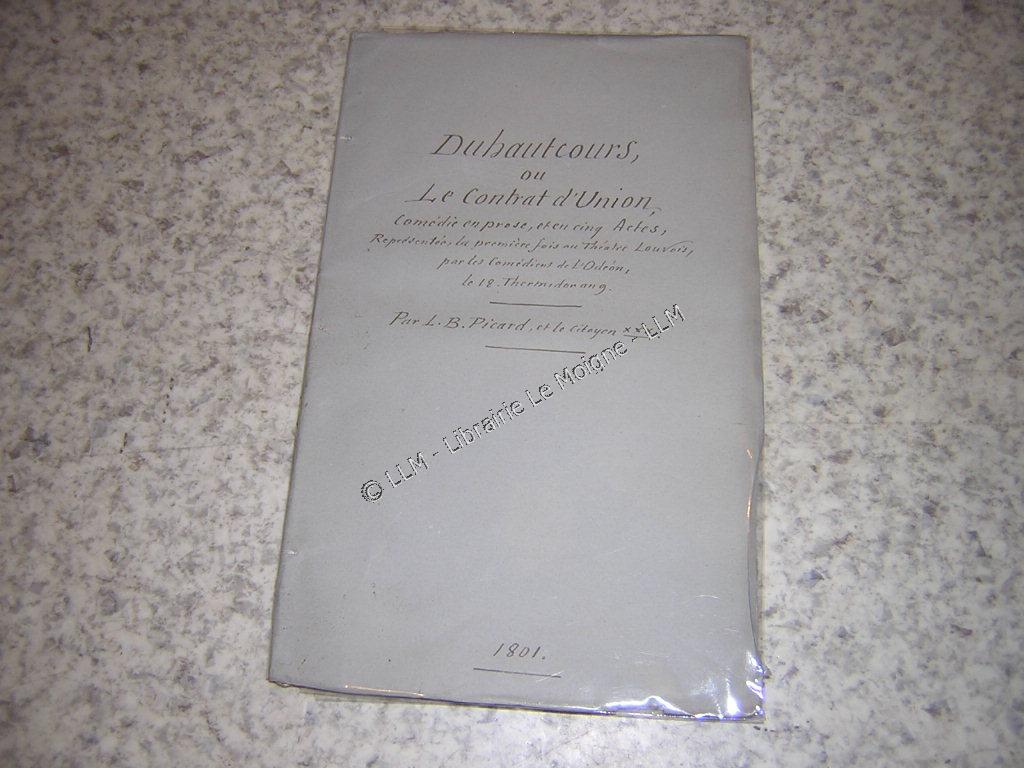 Duhautcours,
ou
Le Contrat d'Union,
Comédie en prose, et en cinq Actes,
Représentée, la première fois au Théatre Louvois,
par les Comédiens de L'Odéon,
le 18. Thermidor an 9.
Par L. B. Picard, et le Citoyen
© LLM - Librairie Le Moigne - LLM
1801.